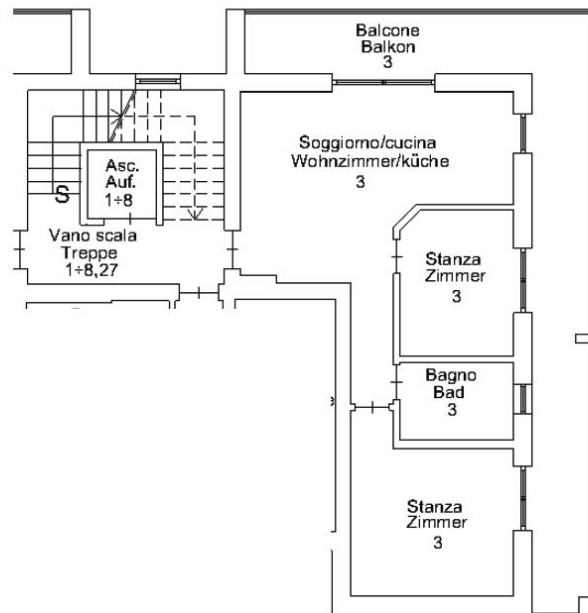 Balcone
Balkon
3
Soggiorno/cucina
Wohnzimmer/küche
3
Asc.
Auf.
1÷8
S
Vano scala
Treppe
1÷8,27
Stanza
Zimmer
3
Bagno
Bad
3
Stanza
Zimmer
3